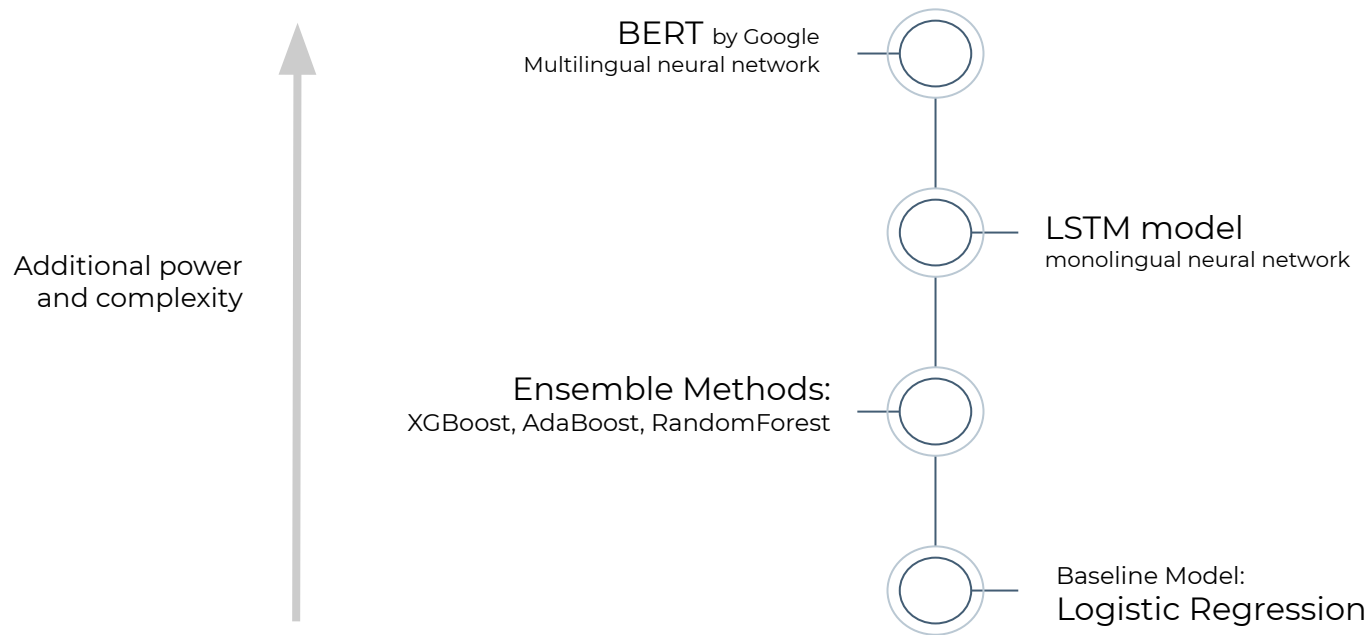 BERT by Google
Multilingual neural network
LSTM model
monolingual neural network
Additional power
and complexity
Ensemble Methods:
XGBoost, AdaBoost, RandomForest
Baseline Model:
Logistic Regression